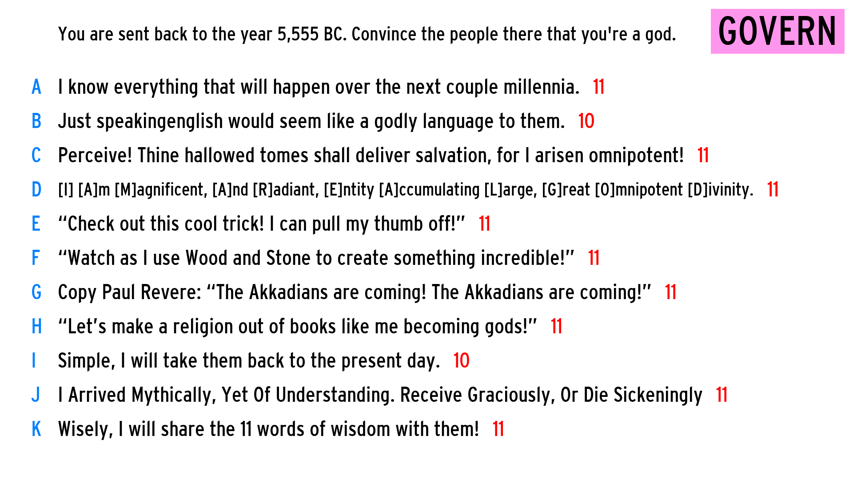 You are sent back to the year 5,555 BC. Convince the people there that you're a god. GOVERN
A I know everything that will happen over the next couple millennia. 11
B Just speakingenglish would seem like a godly language to them. 10
C Perceive! Thine hallowed tomes shall deliver salvation, for I arisen omnipotent! 11
D [I] [A]m [M]agnificent, [A]nd [R]adiant, [E]ntity [A]ccumulating [L]arge, [G]reat [O]mnipotent [D]ivinity. 11
E “Check out this cool trick! I can pull my thumb off!” 11
F “Watch as I use Wood and Stone to create something incredible!” 11
G Copy Paul Revere: “The Akkadians are coming! The Akkadians are coming!” 11
H “Let’s make a religion out of books like me becoming gods!” 11
I Simple, I will take them back to the present day. 10
J I Arrived Mythically, Yet Of Understanding. Receive Graciously, Or Die Sickeningly 11
K Wisely, I will share the 11 words of wisdom with them! 11